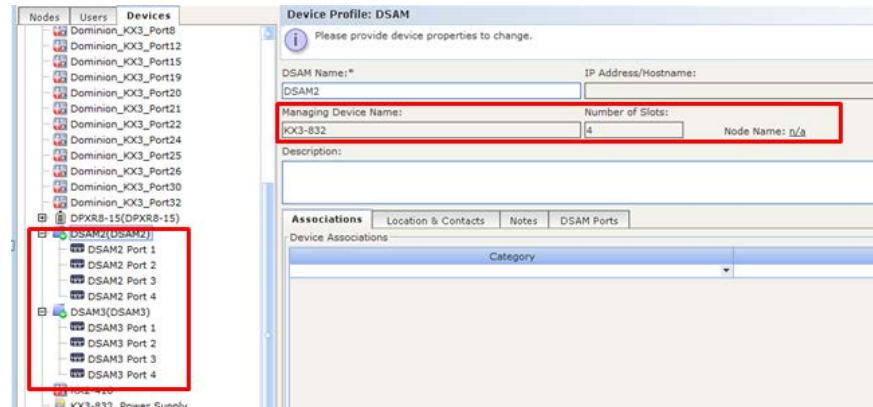 Nodes Users Devices
Dominion_KX3_Port8
Dominion_KX3_Port12
Dominion_KX3_Port15
Dominion_KX3_Port19
Dominion_KX3_Port20
Dominion_KX3_Port21
Dominion_KX3_Port22
Dominion_KX3_Port24
Dominion_KX3_Port25
Dominion_KX3_Port26
Dominion_KX3_Port30
Dominion_KX3_Port32
DPXR8-15(DPXR8-15)
DSAM2(DSAM2)
DSAM2 Port 1
DSAM2 Port 2
DSAM2 Port 3
DSAM2 Port 4
DSAM3(DSAM3)
DSAM3 Port 1
DSAM3 Port 2
DSAM3 Port 3
DSAM3 Port 4
KX3-832 Power Supply
Device Profile: DSAM
Please provide device properties to change.
DSAM Name:* IP Address/Hostname:
DSAM2
Managing Device Name: Number of Slots:
KX3-832 4 Node Name: n/a
Description:
Associations Location & Contacts Notes DSAM Ports
Device Associations
Category